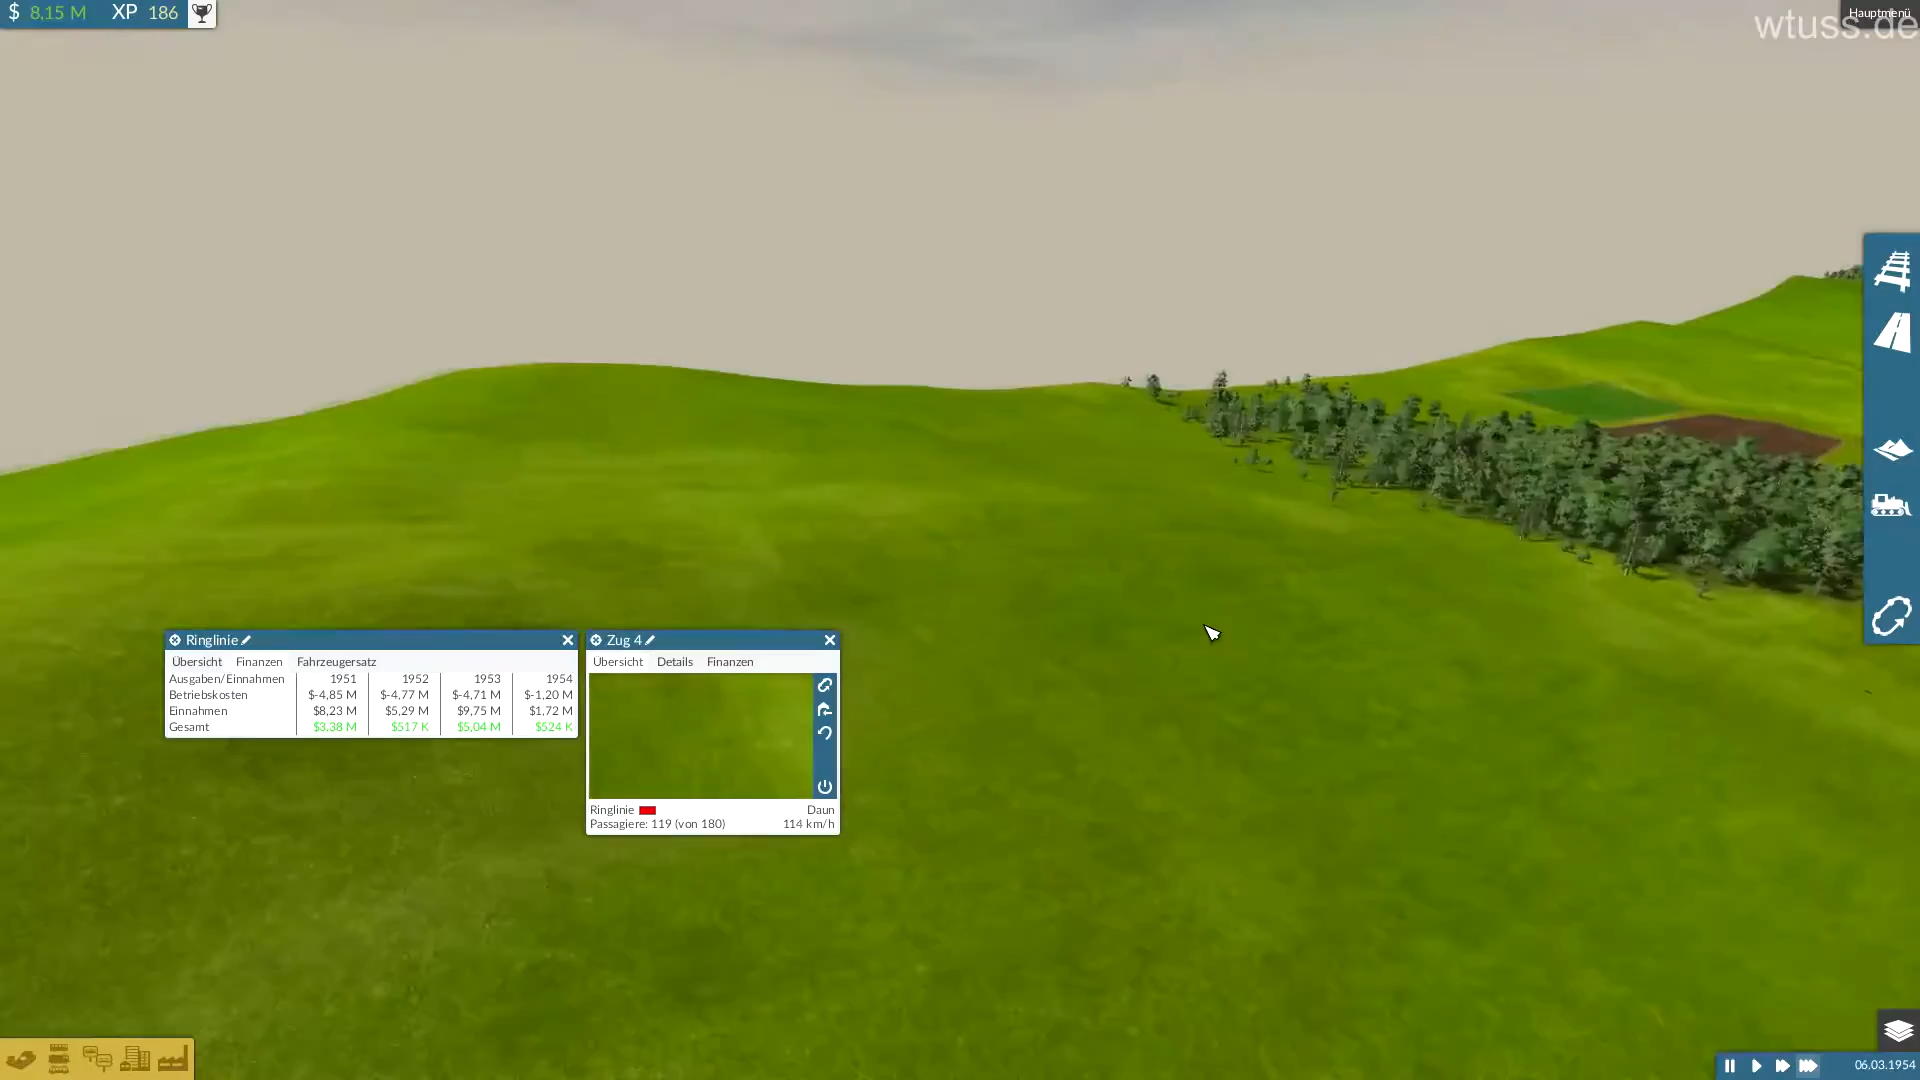 $ 8,15 M XP 186
Hauptmenü
wtuss.de
Ringlinie
Übersicht Finanzen Fahrzeugersatz
Ausgaben/Einnahmen 1951 1952 1953 1954
Betriebskosten $-4,85 M $-4,77 M $-4,71 M $-1,20 M
Einnahmen $8,23 M $5,29 M $9,75 M $1,72 M
Gesamt $3,38 M $517 K $5,04 M $524 K
Zug 4
Übersicht Details Finanzen
Ringlinie Daun
Passagiere: 119 (von 180) 114 km/h
06.03.1954